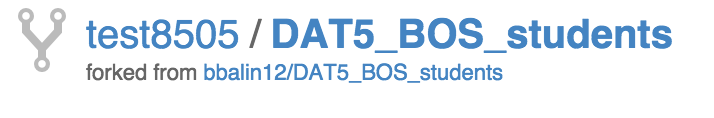 test8505 / DAT5_BOS_students
forked from bbalin12/DAT5_BOS_students